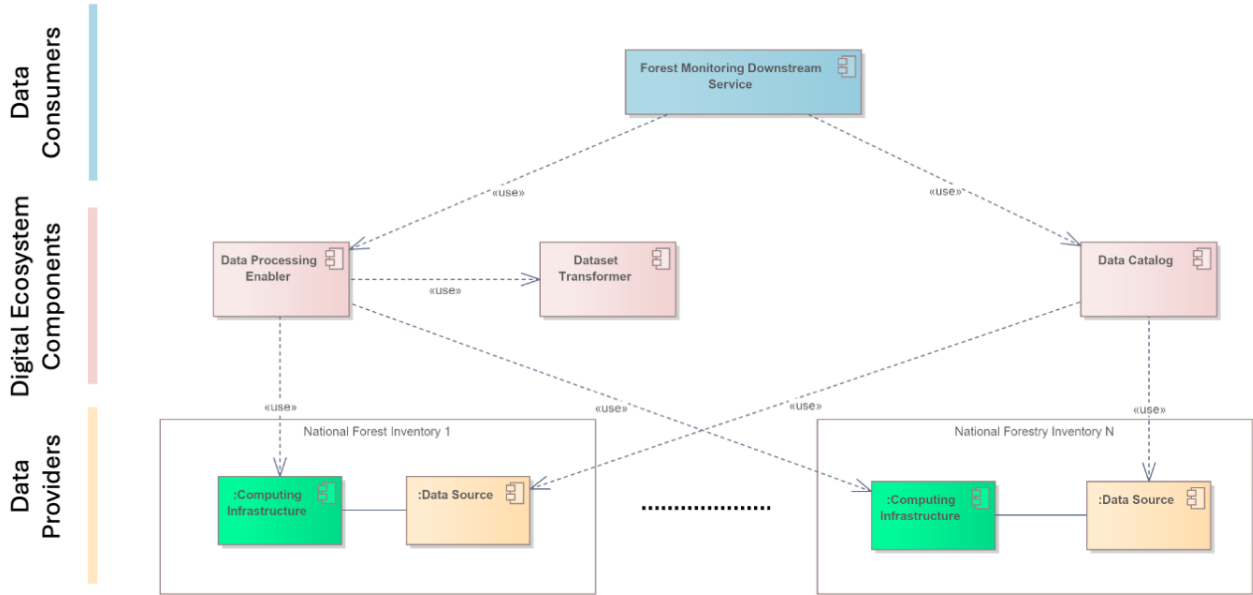 Data
Consumers
Forest Monitoring Downstream
Service
«use»
«use»
Digital Ecosystem
Components
Data Processing
Enabler
«use»
Dataset
Transformer
Data Catalog
«use»
«use»
«use»
«use»
Data
Providers
National Forest Inventory 1
:Computing
Infrastructure
:Data Source
National Forestry Inventory N
:Computing
Infrastructure
:Data Source